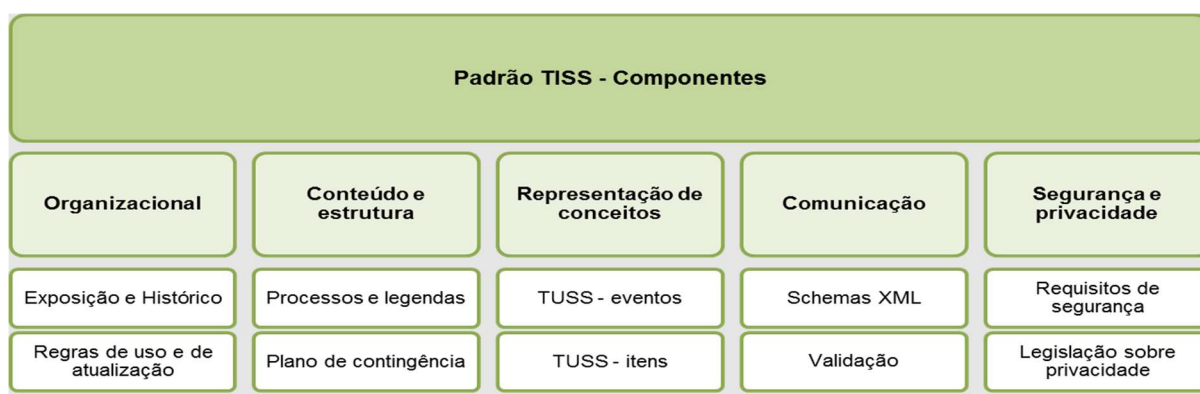 Padrão TISS - Componentes
Organizacional
Conteúdo e
estrutura
Representação de
conceitos
Comunicação
Segurança e
privacidade
Exposição e Histórico
Processos e legendas
TUSS - eventos
Schemas XML
Requisitos de
segurança
Regras de uso e de
atualização
Plano de contingência
TUSS - itens
Validação
Legislação sobre
privacidade